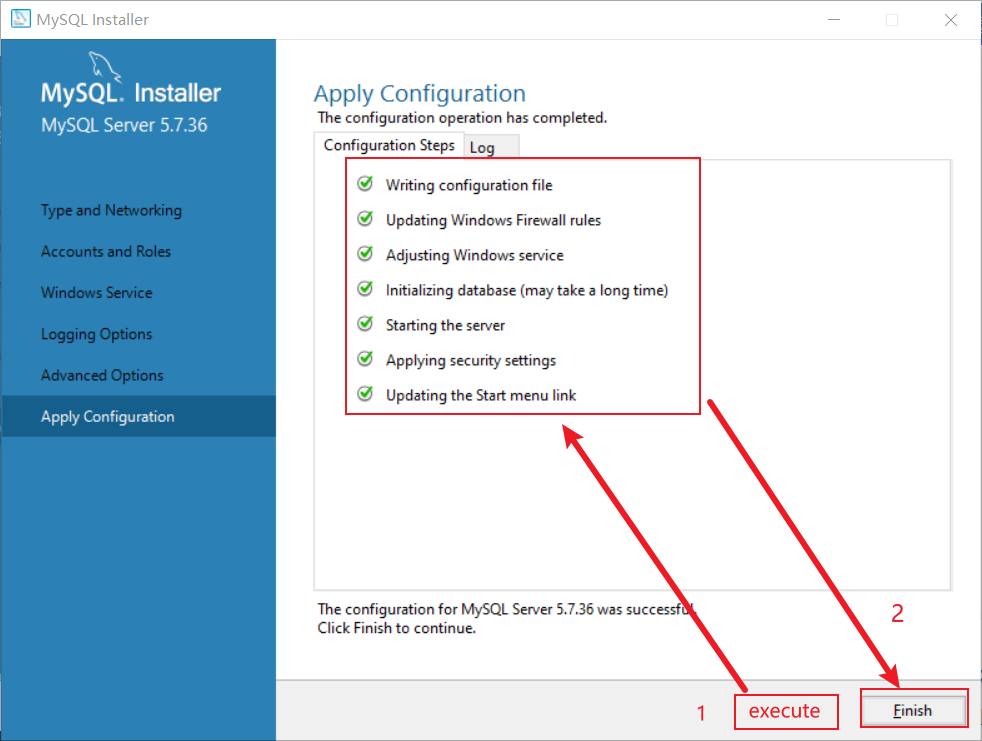 MySQL Installer
MySQL. Installer
MySQL Server 5.7.36
Type and Networking
Accounts and Roles
Windows Service
Logging Options
Advanced Options
Apply Configuration
Apply Configuration
The configuration operation has completed.
Configuration Steps Log
Writing configuration file
Updating Windows Firewall rules
Adjusting Windows service
Initializing database (may take a long time)
Starting the server
Applying security settings
Updating the Start menu link
The configuration for MySQL Server 5.7.36 was successful.
Click Finish to continue.
2
1 execute Finish